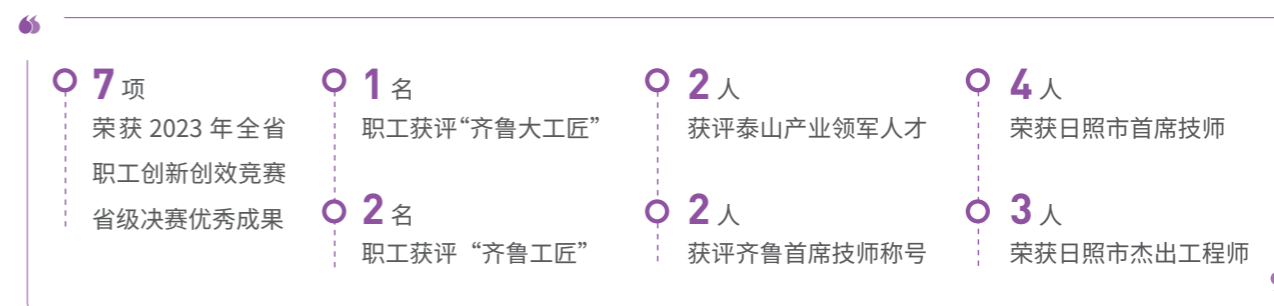 7 项
荣获 2023 年全省
职工创新创效竞赛
省级决赛优秀成果
1 名
职工获评“齐鲁大工匠”
2 名
职工获评“齐鲁工匠”
2 人
获评泰山产业领军人才
2 人
获评齐鲁首席技师称号
4 人
荣获日照市首席技师
3 人
荣获日照市杰出工程师